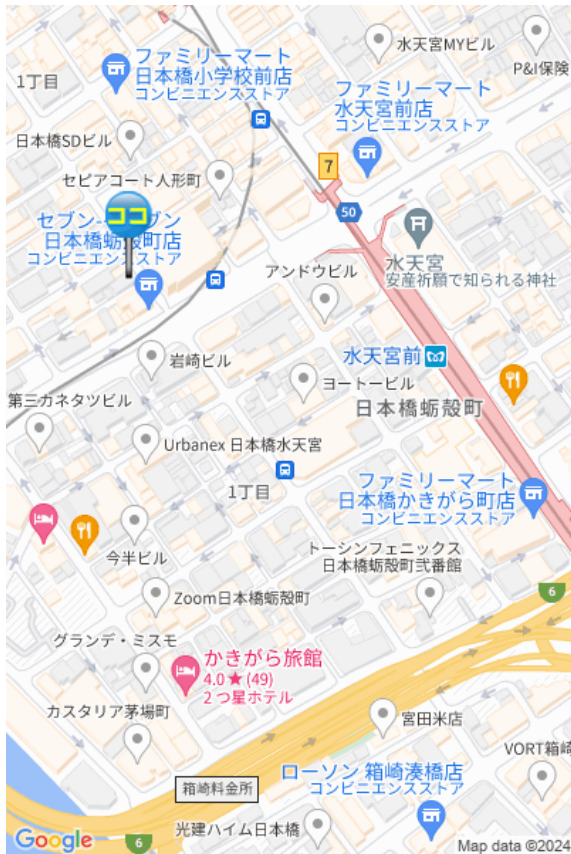 ファミリーマート
日本橋小学校前店
コンビニエンスストア
水天宮MYビル
P&I保険
1丁目
ファミリーマート
水天宮前店
コンビニエンスストア
日本橋SDビル
7
セピアコート人形町
50
ココ
日本橋蛎殻町店
コンビニエンスストア
水天宮
安産祈願で知られる神社
アンドウビル
岩崎ビル
水天宮前
ヨートービル
第三カネタツビル
日本橋蛎殻町
Urbanex 日本橋水天宮
1丁目
ファミリーマート
日本橋かきがら町店
コンビニエンスストア
今半ビル
トーシンフェニックス
日本橋蛎殻町弐番館
6
Zoom日本橋蛎殻町
グランデ・ミスモ
かきがら旅館
4.0★(49)
2 つ星ホテル
カスタリア茅場町
宮田米店
VORT箱崎
ローソン 箱崎湊橋店
コンビニエンスストア
箱崎料金所
光建ハイム日本橋
6
Google
Map data ©2024